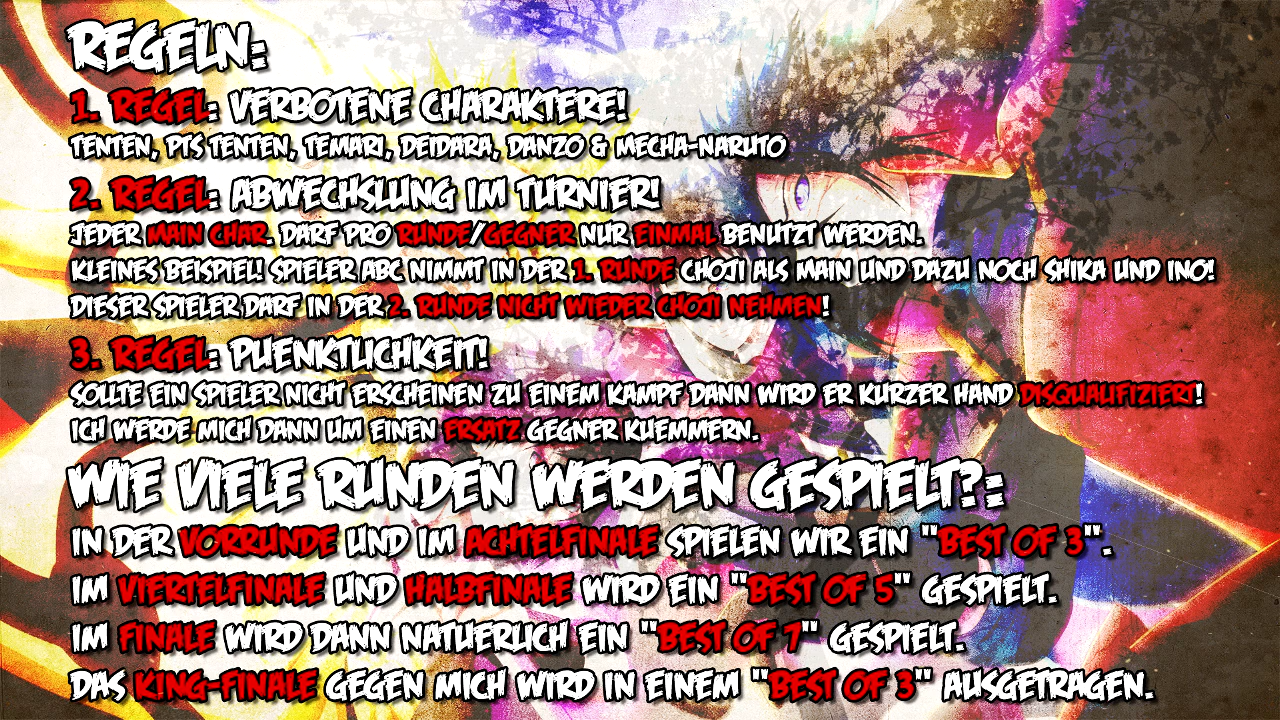 REGELN:
1. REGEL: VERBOTENE CHARAKTERE!
TENTEN, PTS TENTEN, TEMARI, DEIDARA, DANZO & MECHA-NARUTO
2. REGEL: ABWECHSLUNG IM TURNIER!
JEDER MAIN CHAR. DARF PRO RUNDE/GEGNER NUR EINMAL BENUTZT WERDEN.
KLEINES BEISPIEL! SPIELER ABC NIMMT IN DER 1. RUNDE CHOJI ALS MAIN UND DAZU NOCH SHIKA UND INO!
DIESER SPIELER DARF IN DER 2. RUNDE NICHT WIEDER CHOJI NEHMEN!
3. REGEL: PUENKTLICHKEIT!
SOLLTE EIN SPIELER NICHT ERSCHEINEN ZU EINEM KAMPF DANN WIRD ER KURZER HAND DISQUALIFIZIERT!
ICH WERDE MICH DANN UM EINEN ERSATZ GEGNER KUEMMERN.
WIE VIELE RUNDEN WERDEN GESPIELT?:
IN DER VORRUNDE UND IM ACHTELFINALE SPIELEN WIR EIN "BEST OF 3".
IM VIERTELFINALE UND HALBFINALE WIRD EIN "BEST OF 5" GESPIELT.
IM FINALE WIRD DANN NATUERLICH EIN "BEST OF 7" GESPIELT.
DAS KING-FINALE GEGEN MICH WIRD IN EINEM "BEST OF 3" AUSGETRAGEN.